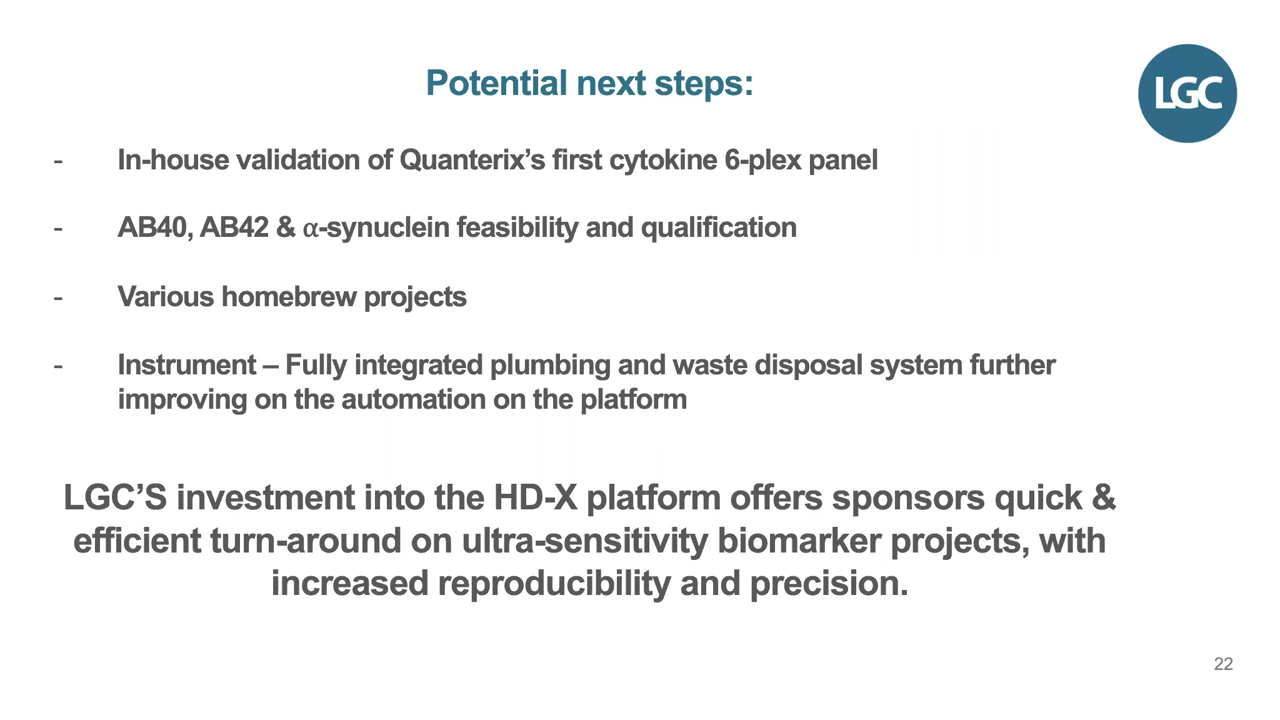 Potential next steps:
LGC
- In-house validation of Quanterix’s first cytokine 6-plex panel
- AB40, AB42 & α-synuclein feasibility and qualification
- Various homebrew projects
- Instrument – Fully integrated plumbing and waste disposal system further
improving on the automation on the platform
LGC’S investment into the HD-X platform offers sponsors quick &
efficient turn-around on ultra-sensitivity biomarker projects, with
increased reproducibility and precision.
22